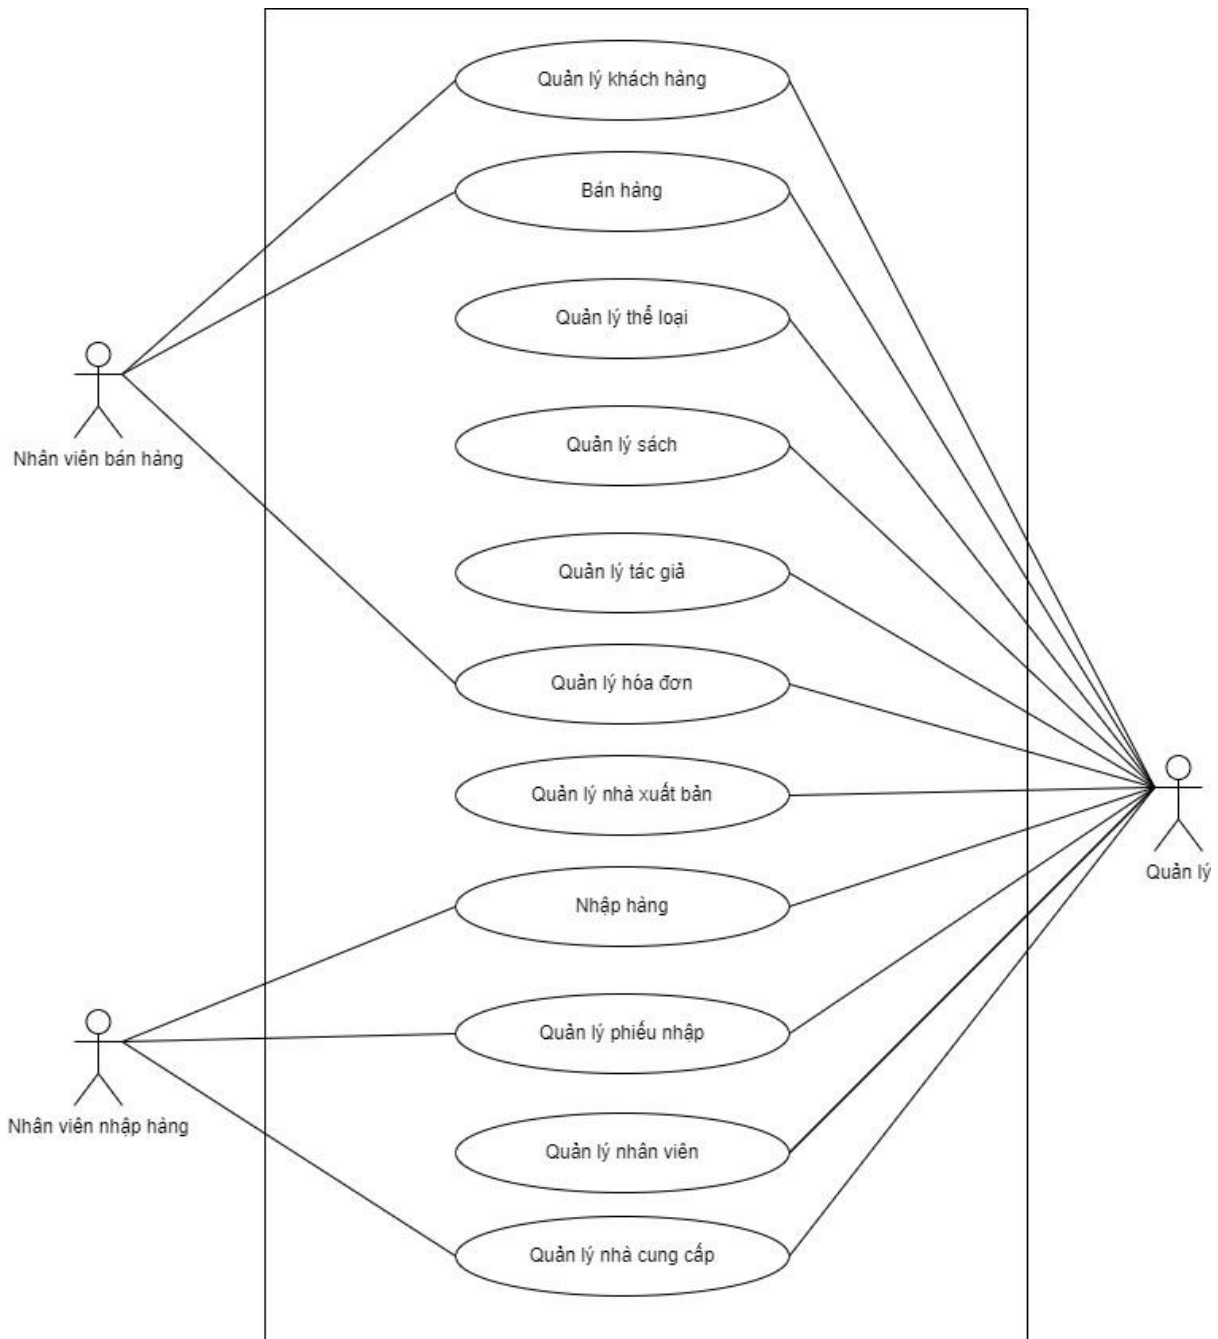 Quản lý khách hàng
Bán hàng
Quản lý thể loại
Nhân viên bán hàng
Quản lý sách
Quản lý tác giả
Quản lý hóa đơn
Quản lý nhà xuất bản
Quản lý
Nhập hàng
Quản lý phiếu nhập
Nhân viên nhập hàng
Quản lý nhân viên
Quản lý nhà cung cấp